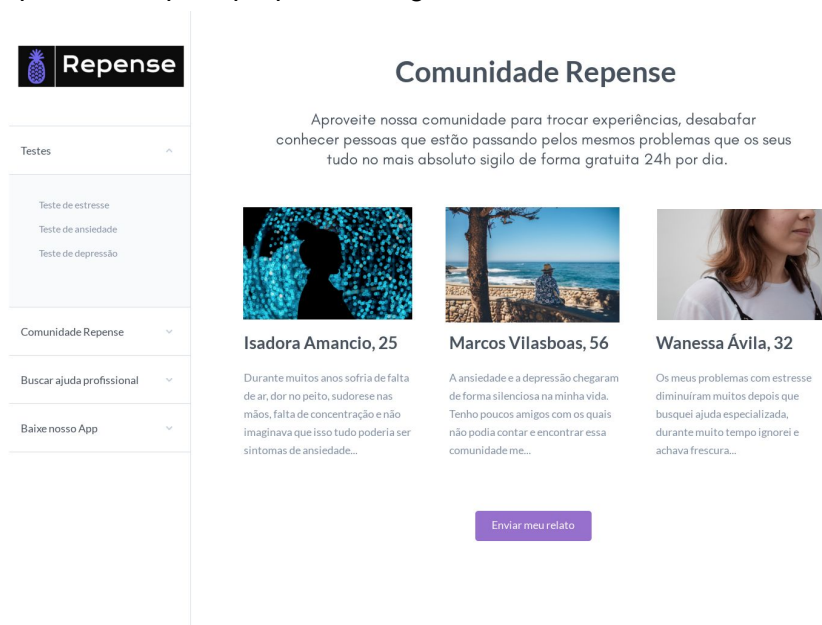 Repense
Testes
Teste de estresse
Teste de ansiedade
Teste de depressão
Comunidade Repense
Buscar ajuda profissional
Baixe nosso App
Comunidade Repense
Aproveite nossa comunidade para trocar experiências, desabafar
conhecer pessoas que estão passando pelos mesmos problemas que os seus
tudo no mais absoluto sigilo de forma gratuita 24h por dia.
Isadora Amancio, 25
Durante muitos anos sofria de falta
de ar, dor no peito, sudorese nas
mãos, falta de concentração e não
imaginava que isso tudo poderia ser
sintomas de ansiedade...
Marcos Vilasboas, 56
A ansiedade e a depressão chegaram
de forma silenciosa na minha vida.
Tenho poucos amigos com os quais
não podia contar e encontrar essa
comunidade me...
Wanessa Ávila, 32
Os meus problemas com estresse
diminuíram muitos depois que
busquei ajuda especializada,
durante muito tempo ignorei e
achava frescura...
Enviar meu relato